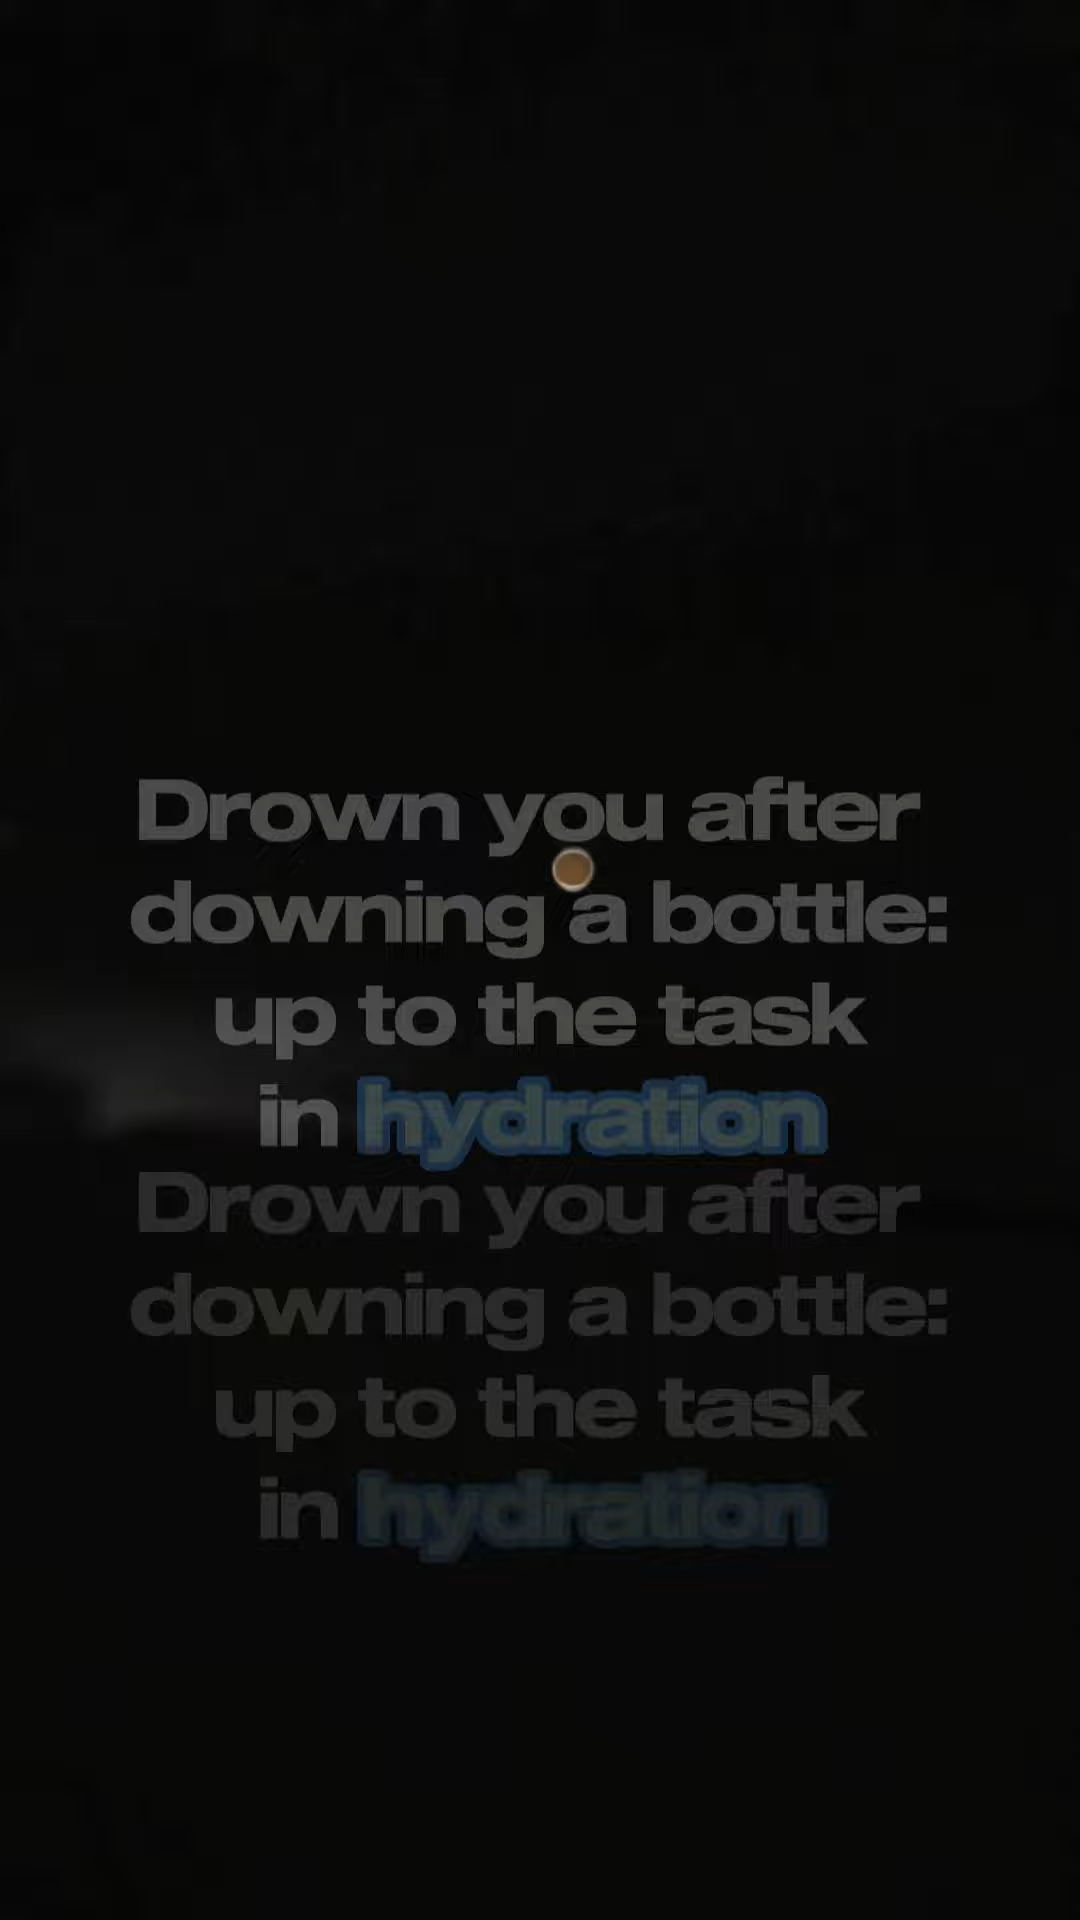 Drown you after
downing a bottle:
up to the task
in hydration
Drown you after
downing a bottle:
up to the task
in hydration